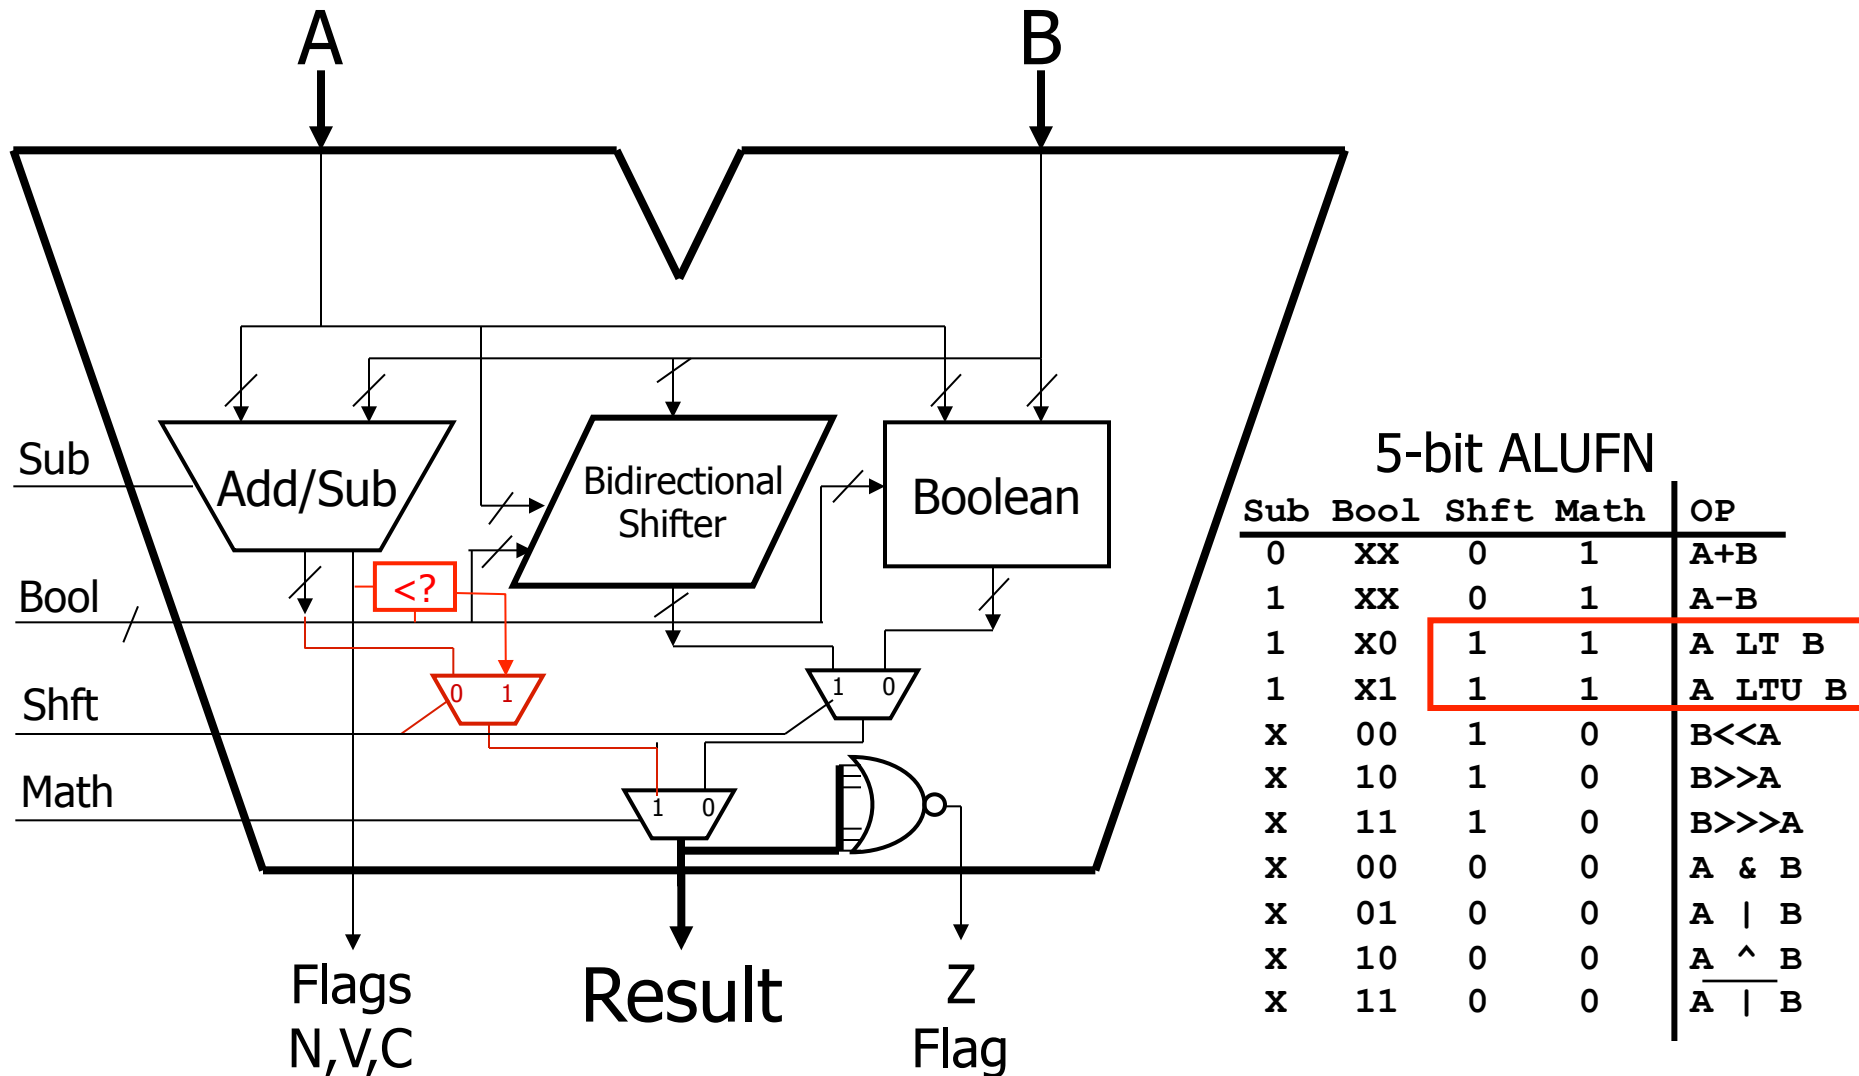 A
B
Sub
Add/Sub
Bidirectional
Shifter
Boolean
<?
Bool
0 1
1 0
Shft
Math
1 0
Flags
N,V,C
Result
Z
Flag
5-bit ALUFN
Sub Bool Shft Math OP
0 XX 0 1 A+B
1 XX 0 1 A-B
1 X0 1 1 A LT B
1 X1 1 1 A LTU B
X 00 1 0 B<<A
X 10 1 0 B>>A
X 11 1 0 B>>>A
X 00 0 0 A & B
X 01 0 0 A | B
X 10 0 0 A ^ B
X 11 0 0 A | B